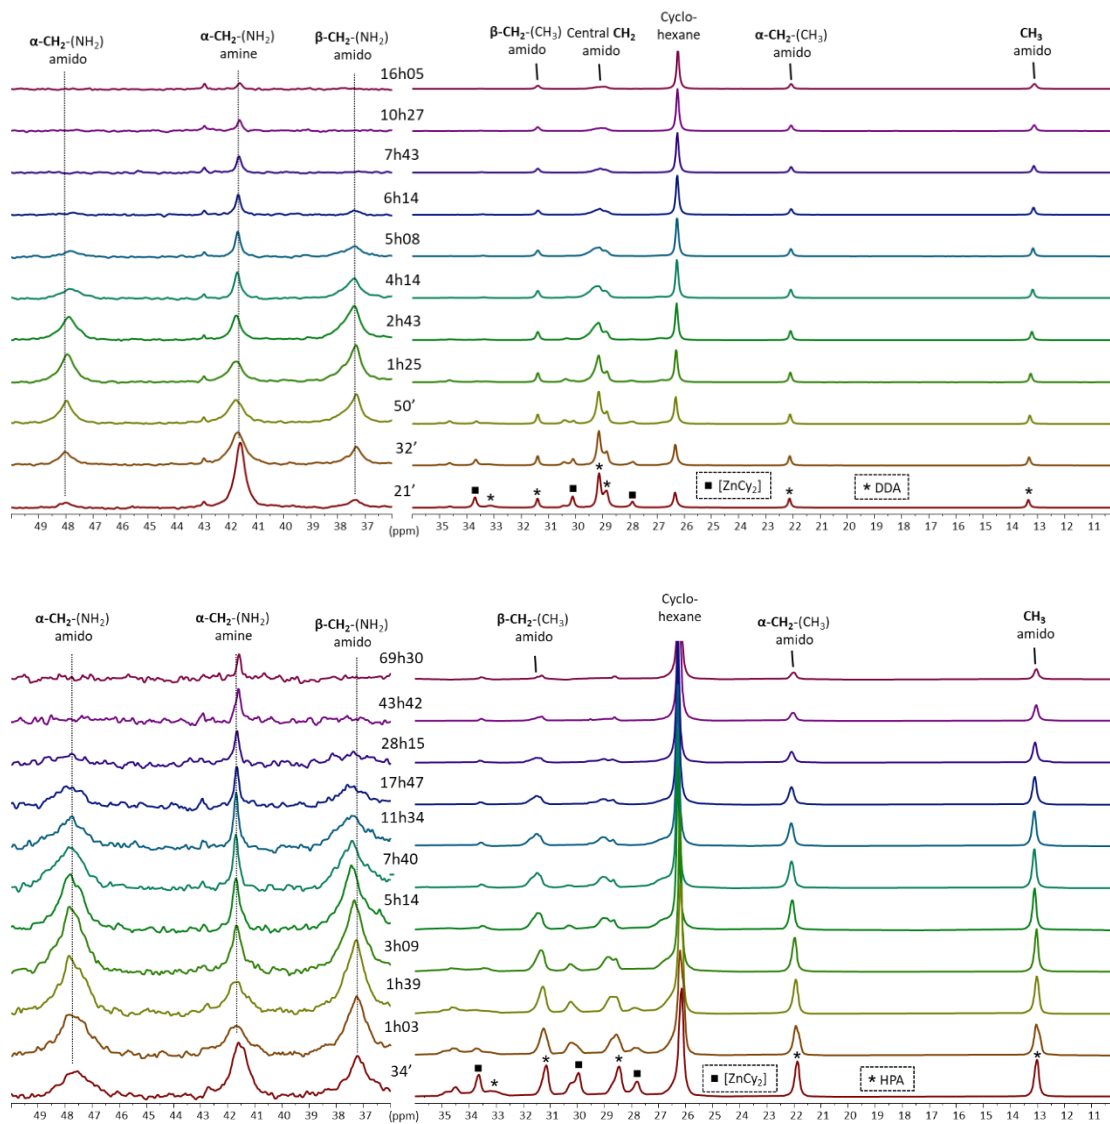 α-CH₂-(NH₂)
amido
α-CH₂-(NH₂)
amine
β-CH₂-(NH₂)
amido
β-CH₂-(CH₃)
amido
Central CH₂
amido
Cyclo-
hexane
α-CH₂-(CH₃)
amido
CH₃
amido
16h05
10h27
7h43
6h14
5h08
4h14
2h43
1h25
50′
32′
21′
■ [ZnCy₂]
* DDA
49 48 47 46 45 44 43 42 41 40 39 38 37
(ppm)
35 34 33 32 31 30 29 28 27 26 25 24 23 22 21 20 19 18 17 16 15 14 13 12 11
α-CH₂-(NH₂)
amido
α-CH₂-(NH₂)
amine
β-CH₂-(NH₂)
amido
β-CH₂-(CH₃)
amido
Cyclo-
hexane
α-CH₂-(CH₃)
amido
CH₃
amido
69h30
43h42
28h15
17h47
11h34
7h40
5h14
3h09
1h39
1h03
34′
■ [ZnCy₂]
* HPA
49 48 47 46 45 44 43 42 41 40 39 38 37
(ppm)
35 34 33 32 31 30 29 28 27 26 25 24 23 22 21 20 19 18 17 16 15 14 13 12 11